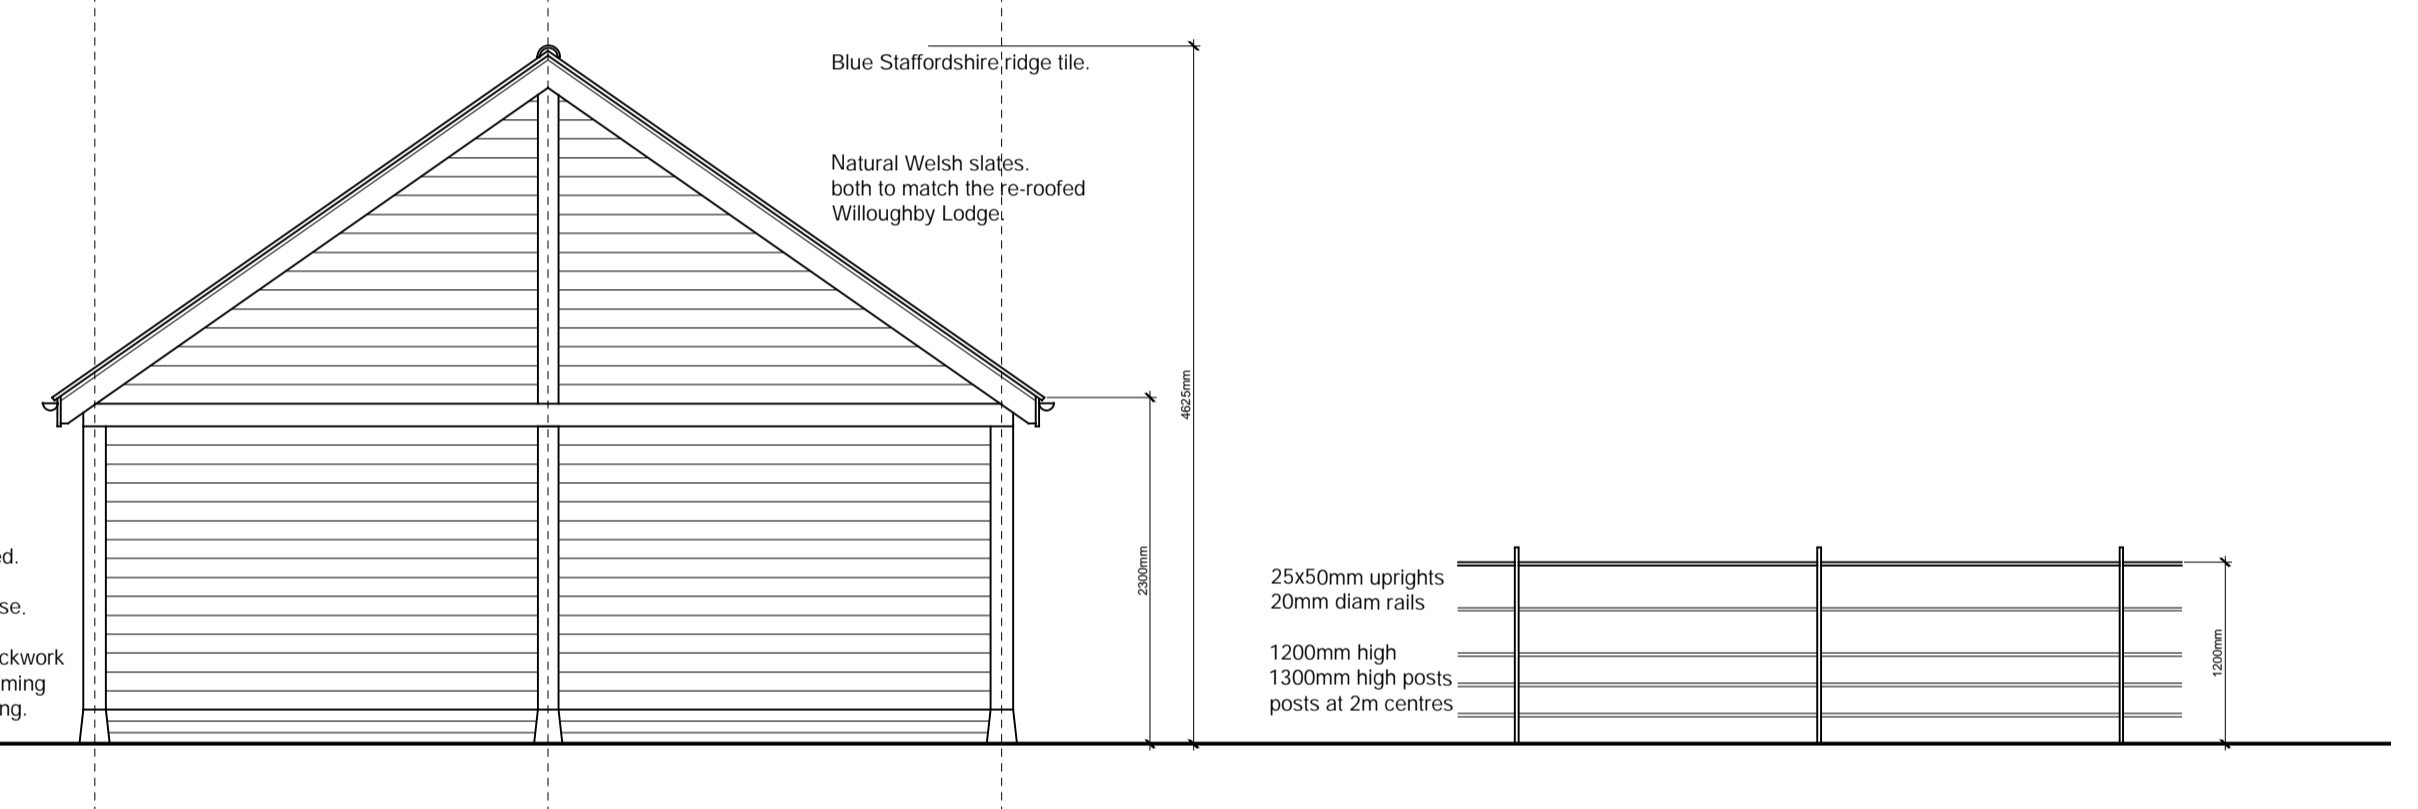 Blue Staffordshire ridge tile.
Natural Welsh slates.
both to match the re-roofed
Willoughby Lodge.
4625mm
2300mm
ed.
se.
ckwork
ming
ng.
25x50mm uprights
20mm diam rails
1200mm high
1300mm high posts
posts at 2m centres
1200mm